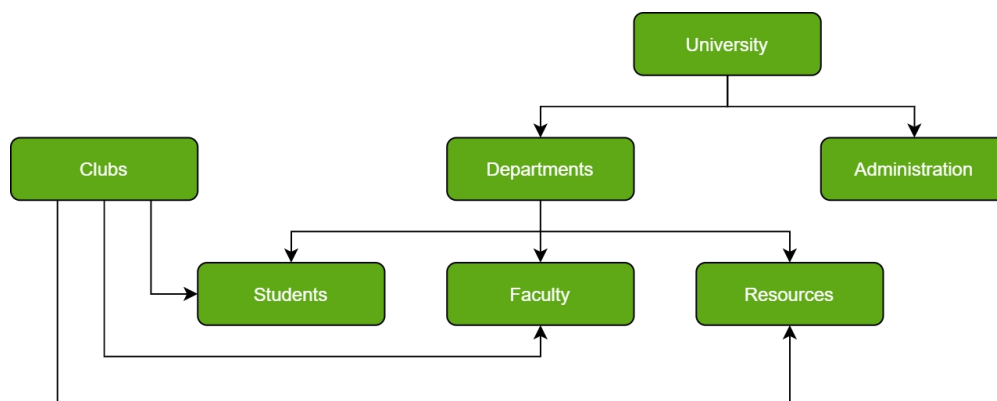 University
Clubs
Departments
Administration
Students
Faculty
Resources